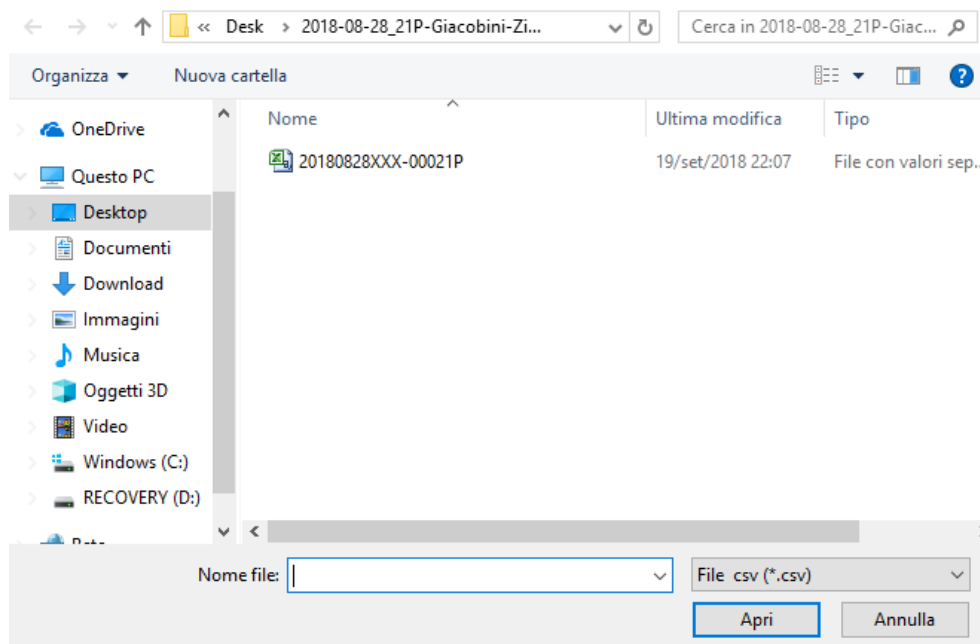 « Desk › 2018-08-28_21P-Giacobini-Zi... Cerca in 2018-08-28_21P-Giac...
Organizza Nuova cartella ?
Nome Ultima modifica Tipo
20180828XXX-00021P 19/set/2018 22:07 File con valori sep..
OneDrive
Questo PC
Desktop
Documenti
Download
Immagini
Musica
Oggetti 3D
Video
Windows (C:)
RECOVERY (D:)
Nome file: File csv (*.csv)
Apri Annulla